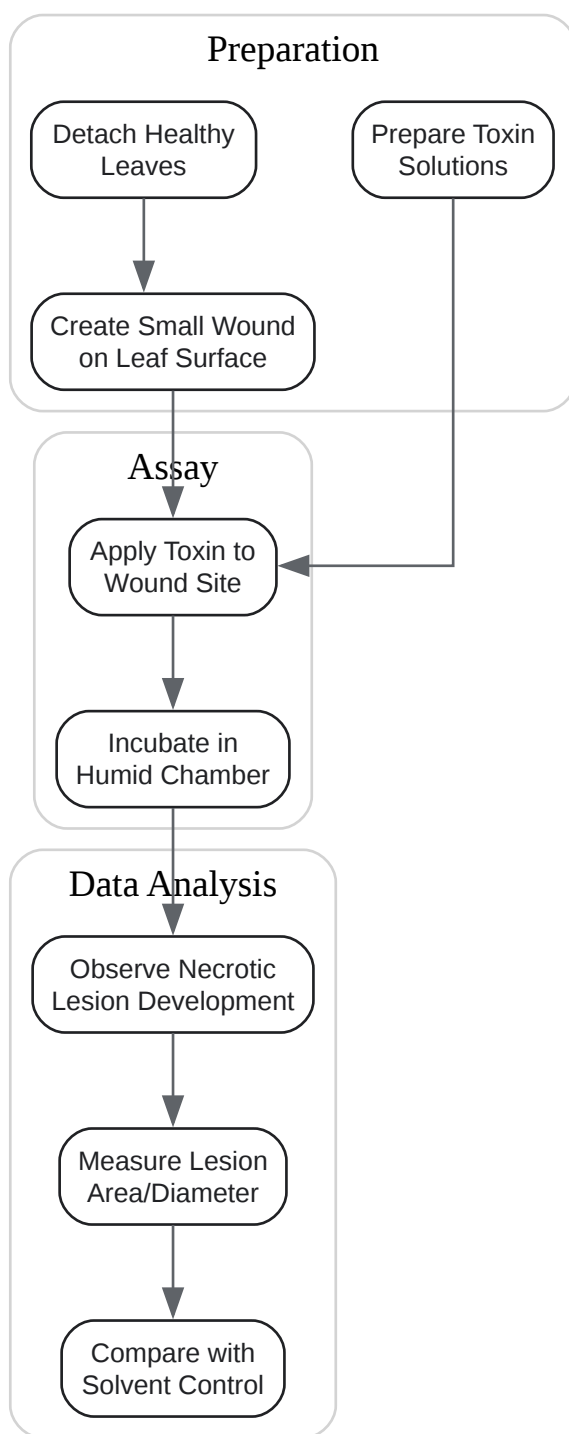 Preparation
Detach Healthy
Leaves
Prepare Toxin
Solutions
Create Small Wound
on Leaf Surface
Assay
Apply Toxin to
Wound Site
Incubate in
Humid Chamber
Data Analysis
Observe Necrotic
Lesion Development
Measure Lesion
Area/Diameter
Compare with
Solvent Control